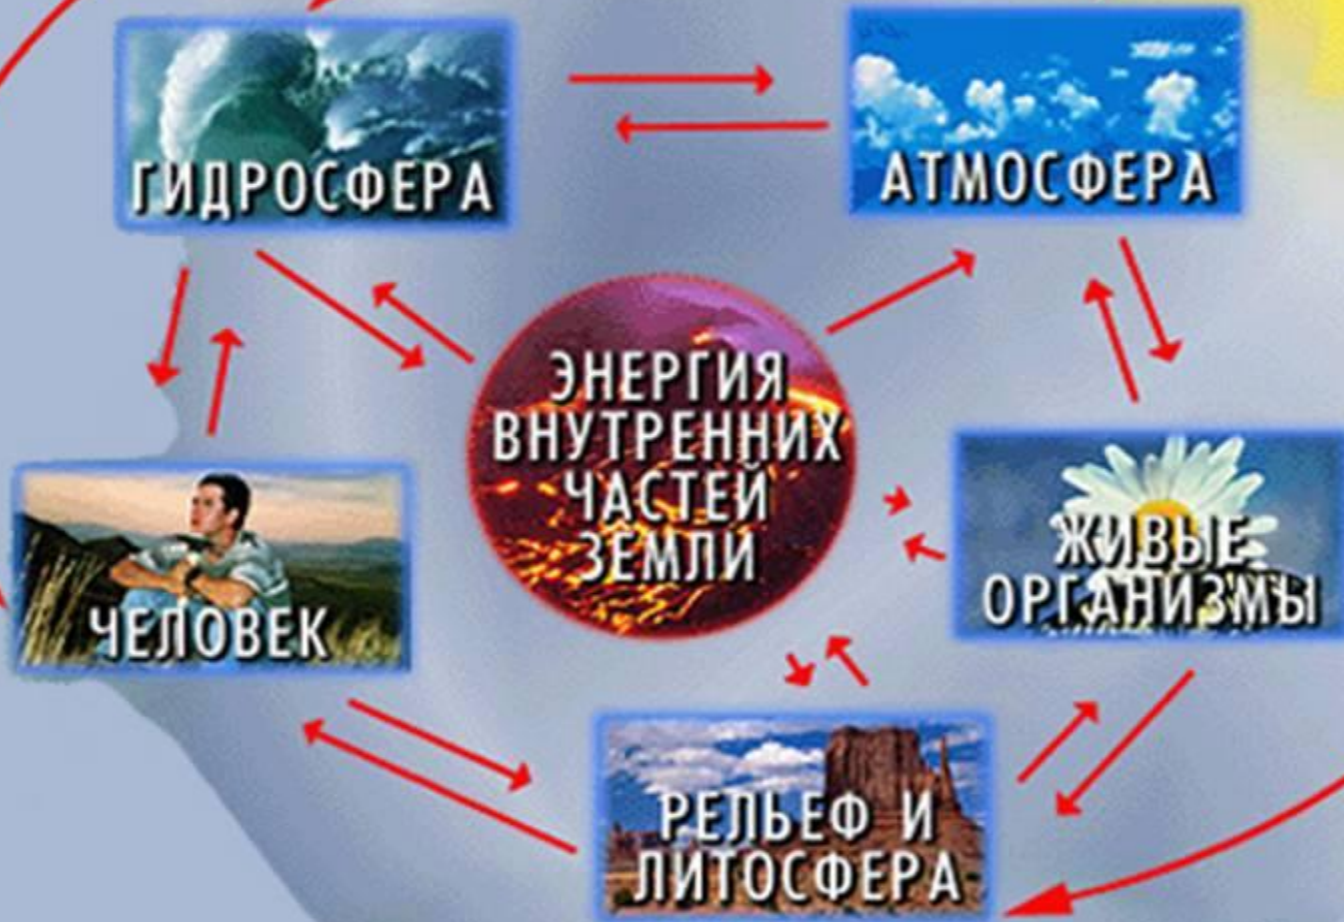 ГИДРОСФЕРА
АТМОСФЕРА
ЭНЕРГИЯ
ВНУТРЕННИХ
ЧАСТЕЙ
ЗЕМЛИ
ЧЕЛОВЕК
ЖИВЫЕ
ОРГАНИЗМЫ
РЕЛЬЕФ И
ЛИТОСФЕРА